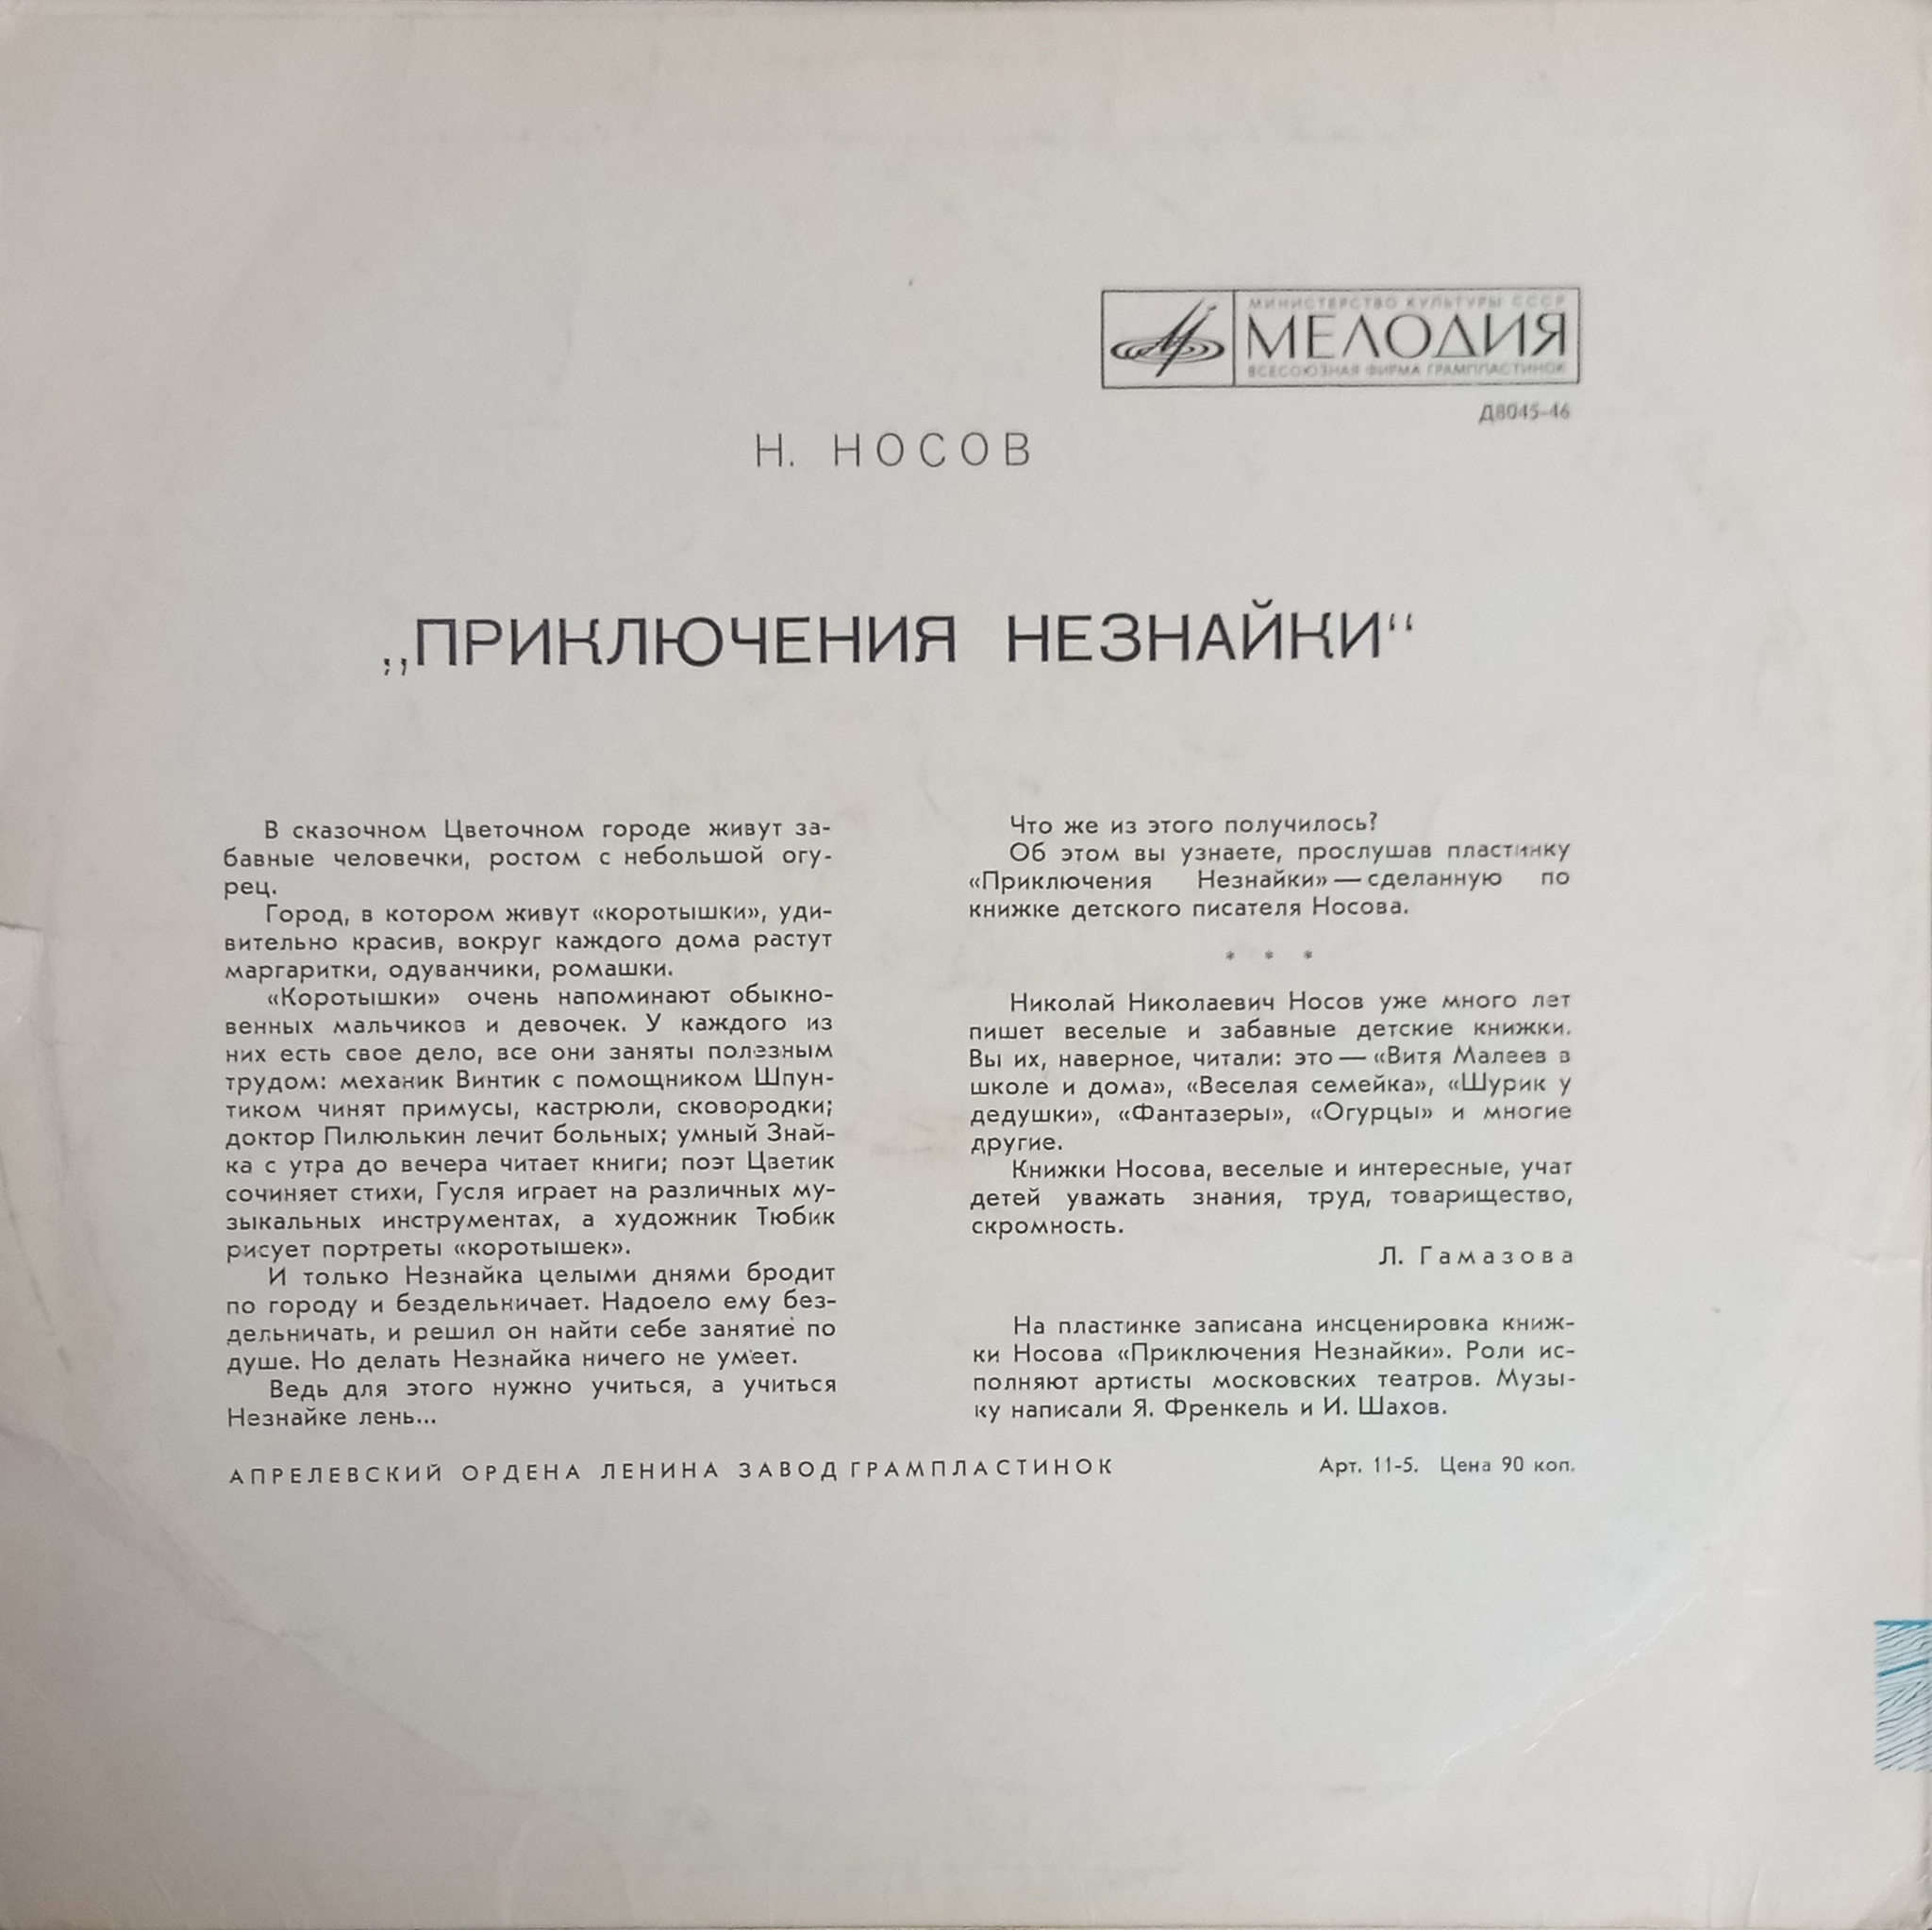 МИНИСТЕРСТВО КУЛЬТУРЫ СССР
МЕЛОДИЯ
ВСЕСОЮЗНАЯ ФИРМА ГРАМПЛАСТИНОК
Д8045-46
Н. НОСОВ
„ПРИКЛЮЧЕНИЯ НЕЗНАЙКИ“
В сказочном Цветочном городе живут за-
бавные человечки, ростом с небольшой огу-
рец.
Город, в котором живут «коротышки», уди-
вительно красив, вокруг каждого дома растут
маргаритки, одуванчики, ромашки.
«Коротышки» очень напоминают обыкно-
венных мальчиков и девочек. У каждого из
них есть свое дело, все они заняты полезным
трудом: механик Винтик с помощником Шпун-
тиком чинят примусы, кастрюли, сковородки;
доктор Пилюлькин лечит больных; умный Знай-
ка с утра до вечера читает книги; поэт Цветик
сочиняет стихи, Гусля играет на различных му-
зыкальных инструментах, а художник Тюбик
рисует портреты «коротышек».
И только Незнайка целыми днями бродит
по городу и бездельничает. Надоело ему без-
дельничать, и решил он найти себе занятие по
душе. Но делать Незнайка ничего не умеет.
Ведь для этого нужно учиться, а учиться
Незнайке лень...
Что же из этого получилось?
Об этом вы узнаете, прослушав пластинку
«Приключения Незнайки» — сделанную по
книжке детского писателя Носова.
* * *
Николай Николаевич Носов уже много лет
пишет веселые и забавные детские книжки.
Вы их, наверное, читали: это — «Витя Малеев в
школе и дома», «Веселая семейка», «Шурик у
дедушки», «Фантазеры», «Огурцы» и многие
другие.
Книжки Носова, веселые и интересные, учат
детей уважать знания, труд, товарищество,
скромность.
Л. Гамазова
На пластинке записана инсценировка книж-
ки Носова «Приключения Незнайки». Роли ис-
полняют артисты московских театров. Музы-
ку написали Я. Френкель и И. Шахов.
АПРЕЛЕВСКИЙ ОРДЕНА ЛЕНИНА ЗАВОД ГРАМПЛАСТИНОК
Арт. 11-5. Цена 90 коп.